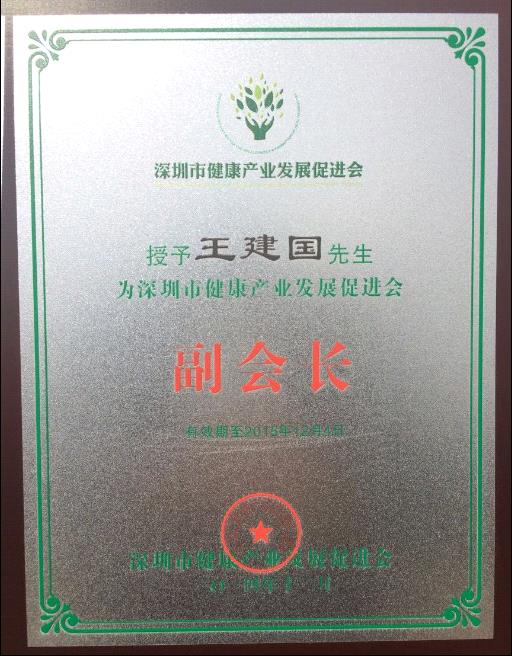 深圳市健康产业发展促进会
授予王建国先生
为深圳市健康产业发展促进会
副会长
有效期至2015年12月4日
深圳市健康产业发展促进会